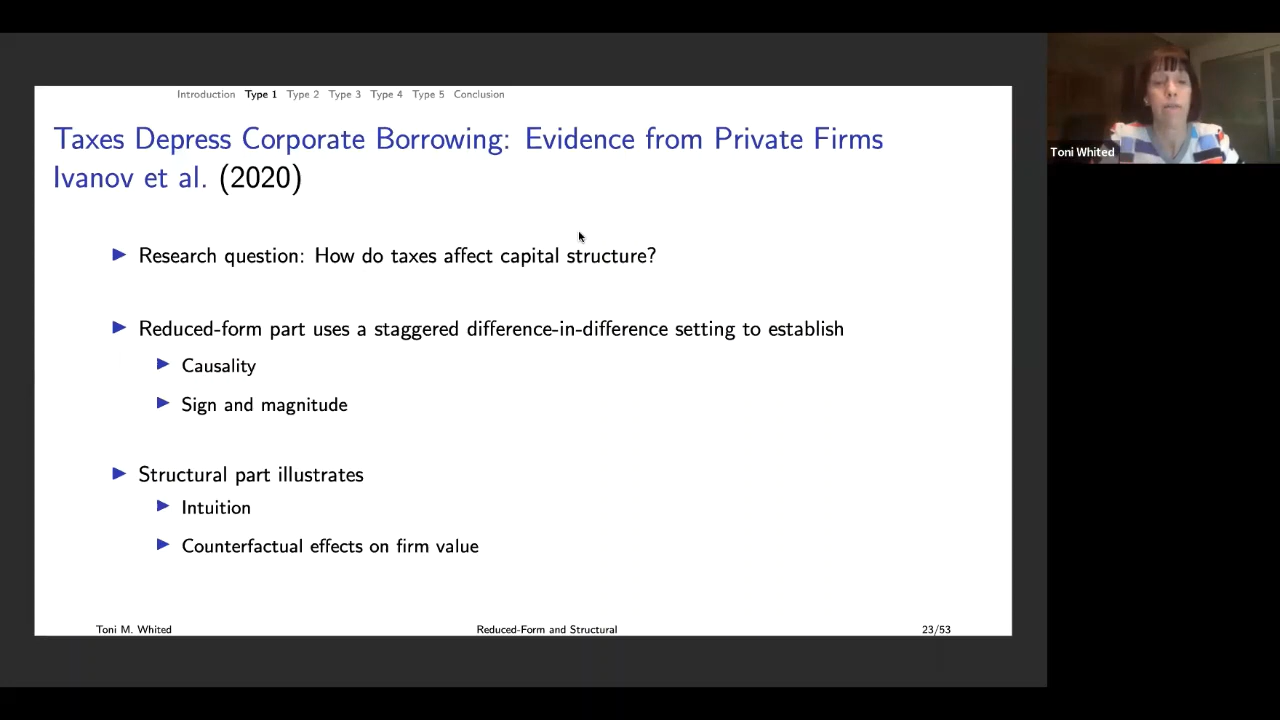 Introduction Type 1 Type 2 Type 3 Type 4 Type 5 Conclusion
Taxes Depress Corporate Borrowing: Evidence from Private Firms
Ivanov et al. (2020)
Research question: How do taxes affect capital structure?
Reduced-form part uses a staggered difference-in-difference setting to establish
Causality
Sign and magnitude
Structural part illustrates
Intuition
Counterfactual effects on firm value
Toni M. Whited
Reduced-Form and Structural
23/53
Toni Whited